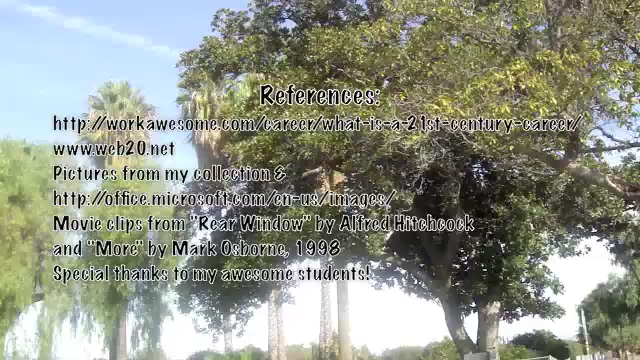 References:
http://workawesome.com/career/what-is-a-21st-century-career/
www.web20.net
Pictures from my collection &
http://office.microsoft.com/en-us/images/
Movie clips from "Rear Window" by Alfred Hitchcock
and "More" by Mark Osborne, 1998
Special thanks to my awesome students!